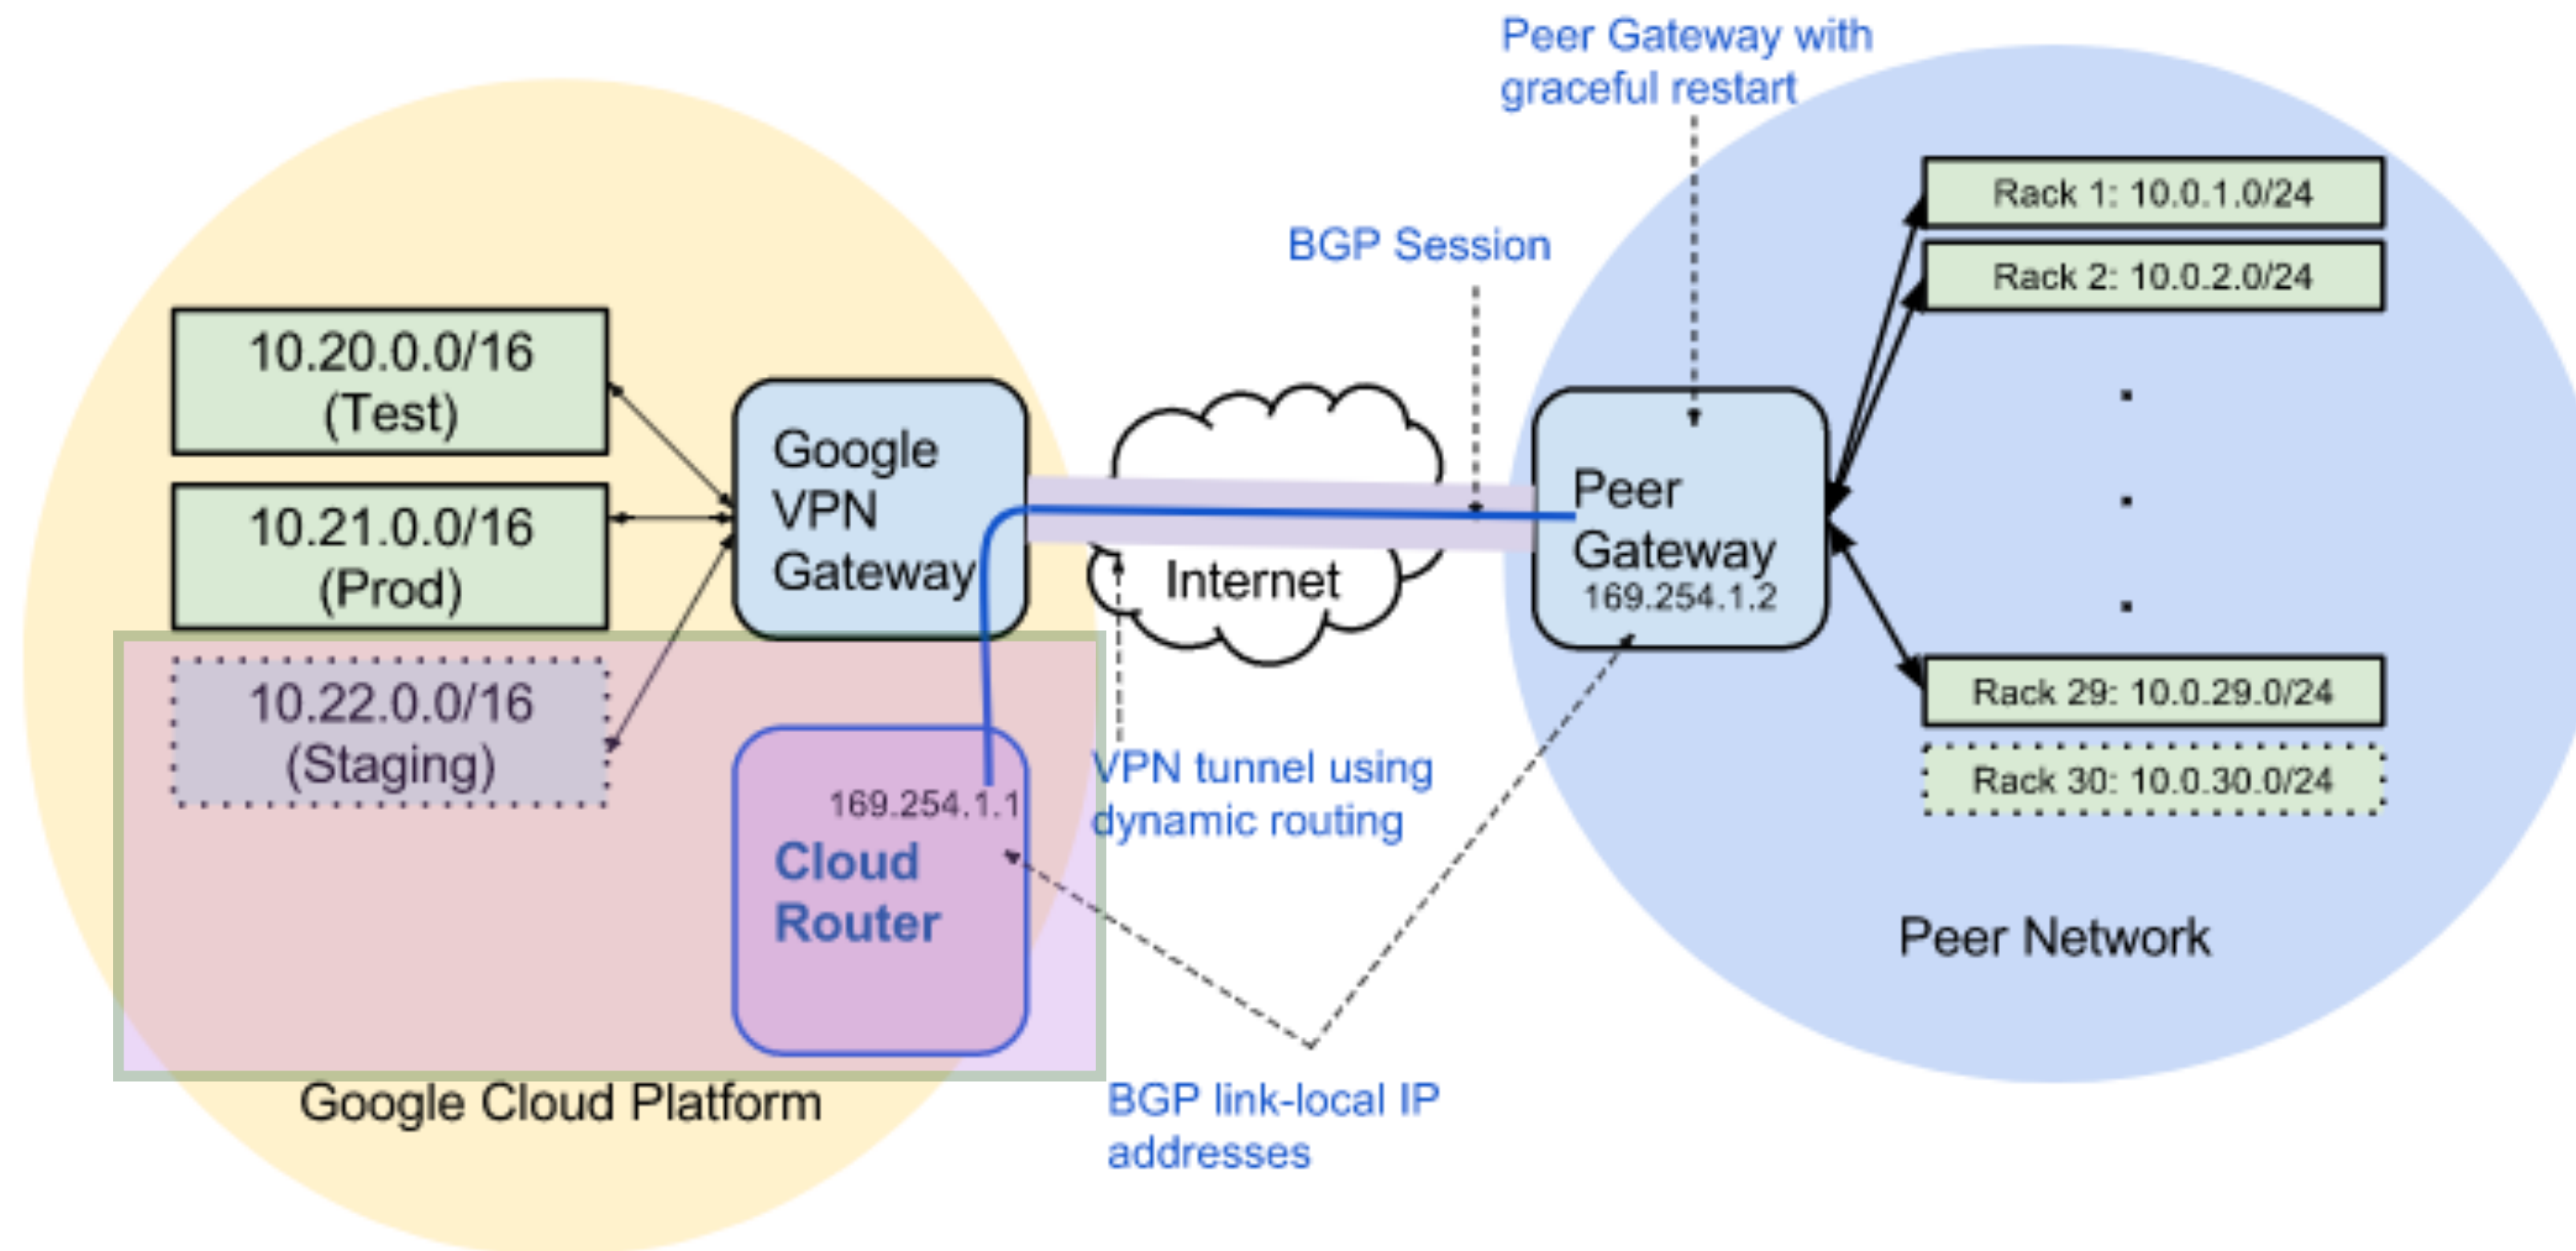 Peer Gateway with
graceful restart
BGP Session
10.20.0.0/16
(Test)
10.21.0.0/16
(Prod)
10.22.0.0/16
(Staging)
Google
VPN
Gateway
169.254.1.1
Cloud
Router
Google Cloud Platform
Internet
VPN tunnel using
dynamic routing
BGP link-local IP
addresses
Peer
Gateway
169.254.1.2
Rack 1: 10.0.1.0/24
Rack 2: 10.0.2.0/24
.
.
.
Rack 29: 10.0.29.0/24
Rack 30: 10.0.30.0/24
Peer Network